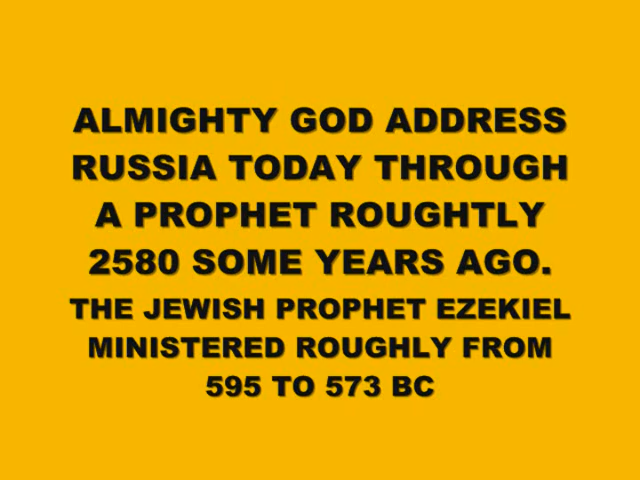 ALMIGHTY GOD ADDRESS
RUSSIA TODAY THROUGH
A PROPHET ROUGHTLY
2580 SOME YEARS AGO.
THE JEWISH PROPHET EZEKIEL
MINISTERED ROUGHLY FROM
595 TO 573 BC